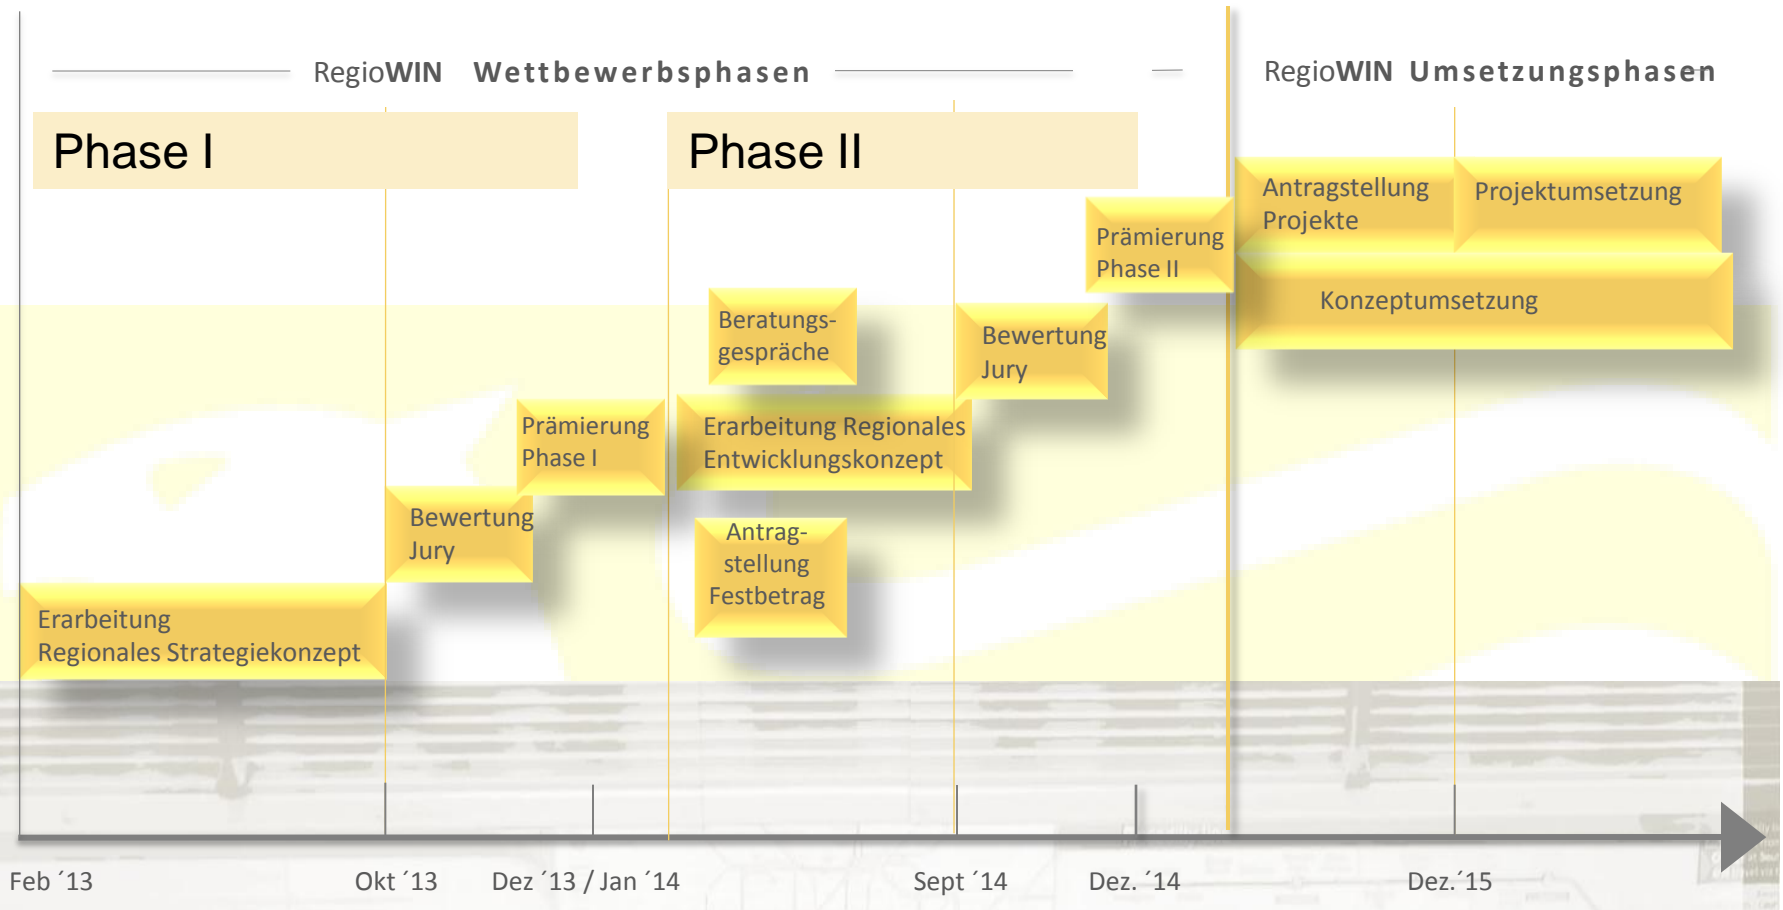 RegioWIN Wettbewerbsphasen
RegioWIN Umsetzungsphasen
Phase I
Phase II
Antragstellung
Projekte
Projektumsetzung
Prämierung
Phase II
Konzeptumsetzung
Beratungs-
gespräche
Bewertung
Jury
Prämierung
Phase I
Erarbeitung Regionales
Entwicklungskonzept
Bewertung
Jury
Antrag-
stellung
Festbetrag
Erarbeitung
Regionales Strategiekonzept
Feb ´13
Okt ´13
Dez ´13 / Jan ´14
Sept ´14
Dez. ´14
Dez.´15